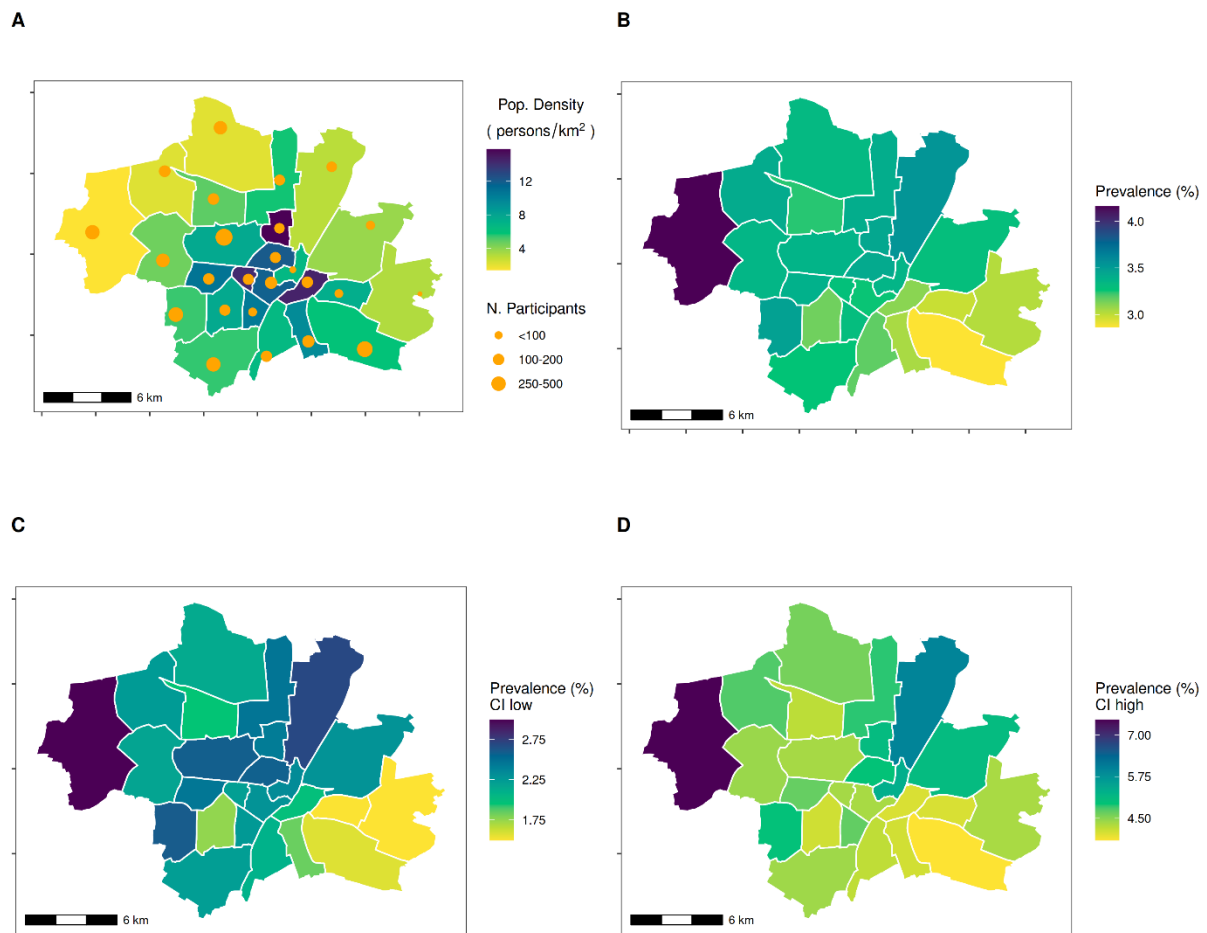 A
Pop. Density
( persons/km² )
12
8
4
N. Participants
<100
100-200
250-500
6 km
B
Prevalence (%)
4.0
3.5
3.0
6 km
C
Prevalence (%)
CI low
2.75
2.25
1.75
6 km
D
Prevalence (%)
CI high
7.00
5.75
4.50
6 km